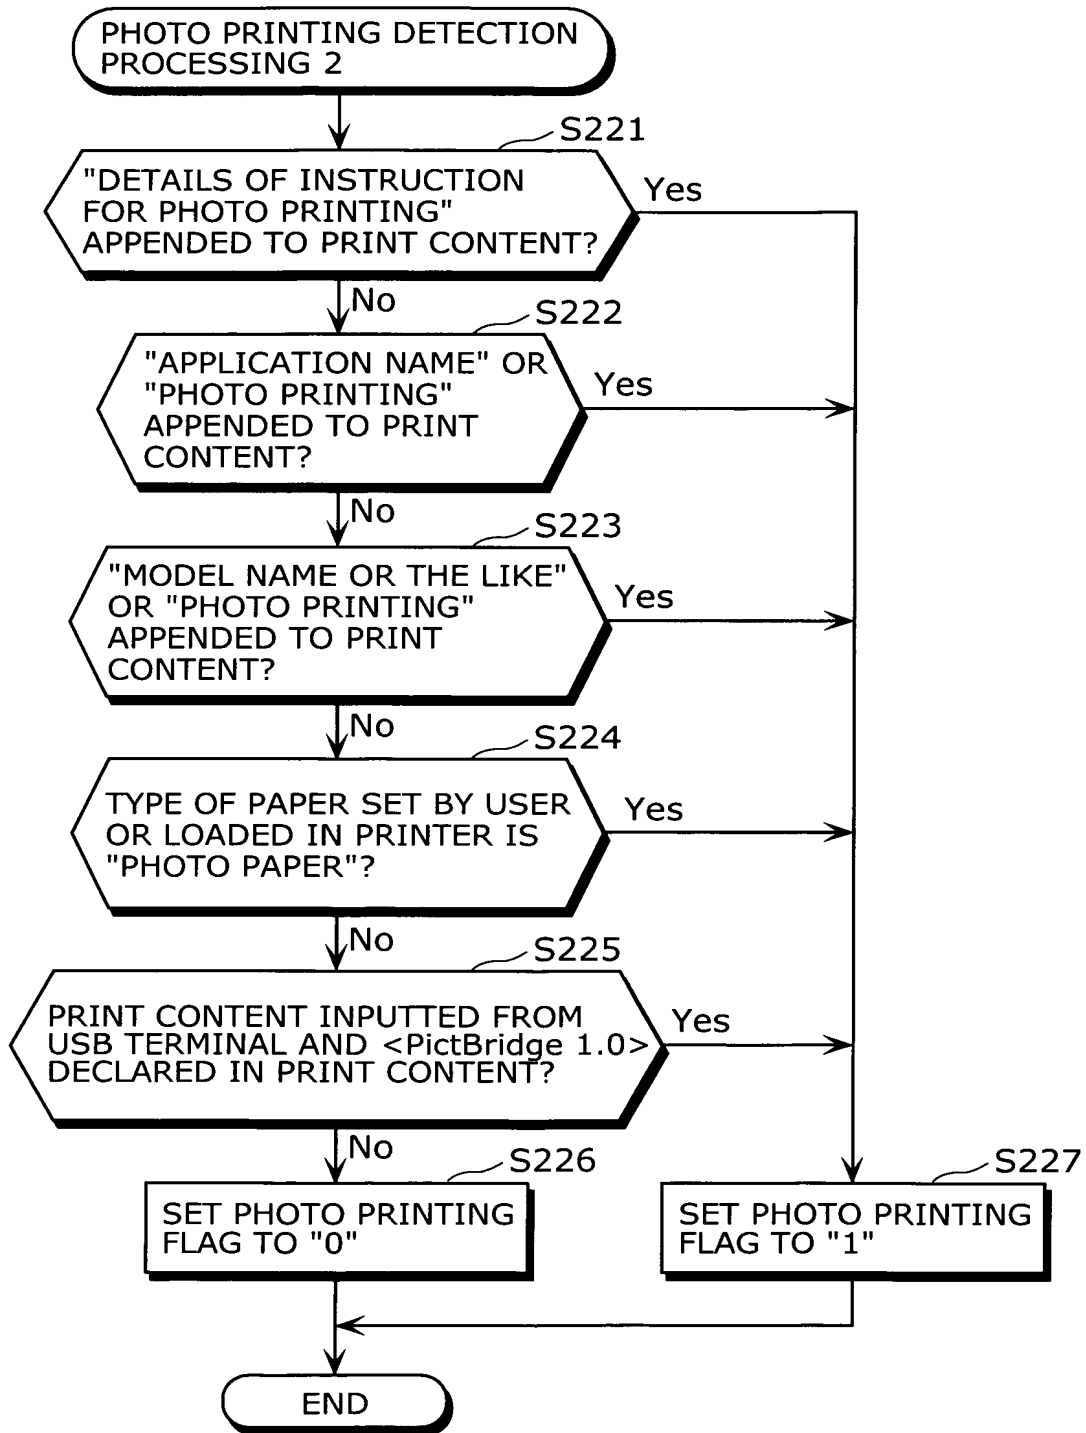 PHOTO PRINTING DETECTION
PROCESSING 2
S221
"DETAILS OF INSTRUCTION
FOR PHOTO PRINTING"
APPENDED TO PRINT CONTENT?
Yes
No
S222
"APPLICATION NAME" OR
"PHOTO PRINTING"
APPENDED TO PRINT
CONTENT?
Yes
No
S223
"MODEL NAME OR THE LIKE"
OR "PHOTO PRINTING"
APPENDED TO PRINT
CONTENT?
Yes
No
S224
TYPE OF PAPER SET BY USER
OR LOADED IN PRINTER IS
"PHOTO PAPER"?
Yes
No
S225
PRINT CONTENT INPUTTED FROM
USB TERMINAL AND <PictBridge 1.0>
DECLARED IN PRINT CONTENT?
Yes
No
S226
SET PHOTO PRINTING
FLAG TO "0"
S227
SET PHOTO PRINTING
FLAG TO "1"
END